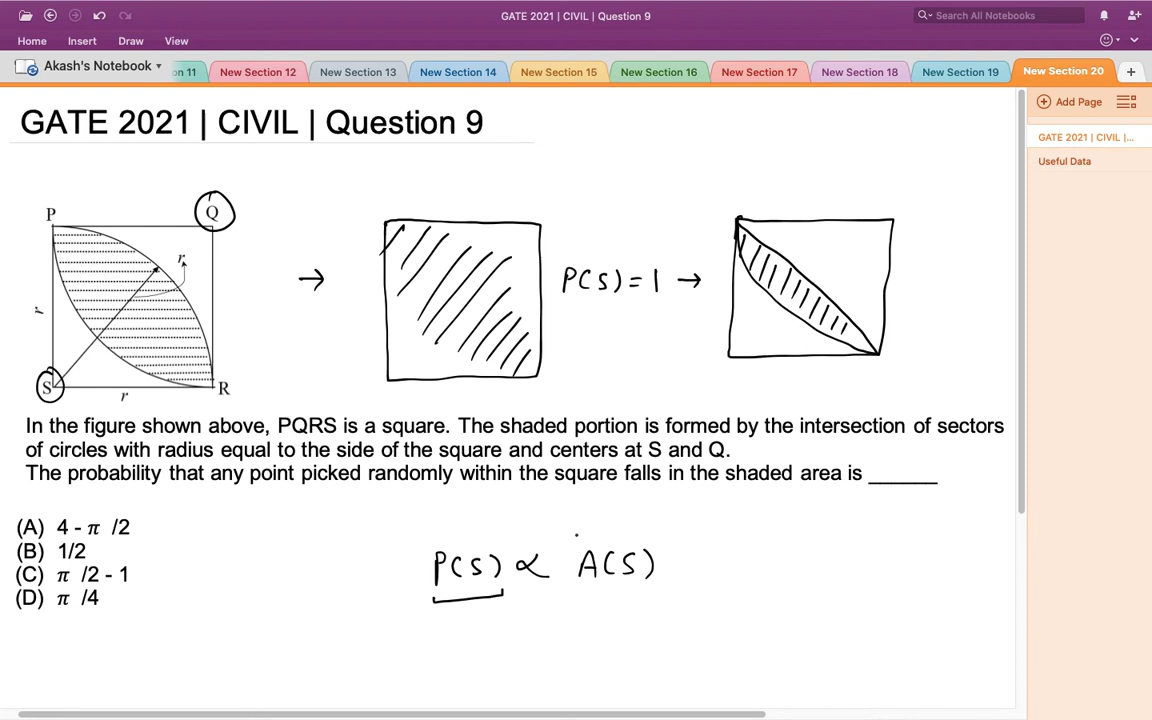 GATE 2021 | CIVIL | Question 9
Search All Notebooks
Home Insert Draw View
Akash's Notebook
on 11
New Section 12
New Section 13
New Section 14
New Section 15
New Section 16
New Section 17
New Section 18
New Section 19
New Section 20
+
Add Page
GATE 2021 | CIVIL |...
Useful Data
GATE 2021 | CIVIL | Question 9
P
Q
r
r
S
R
r
→
P(S) = 1 →
In the figure shown above, PQRS is a square. The shaded portion is formed by the intersection of sectors
of circles with radius equal to the side of the square and centers at S and Q.
The probability that any point picked randomly within the square falls in the shaded area is ______
(A) 4 - π /2
(B) 1/2
(C) π /2 - 1
(D) π /4
P(S) ∝ A(S)